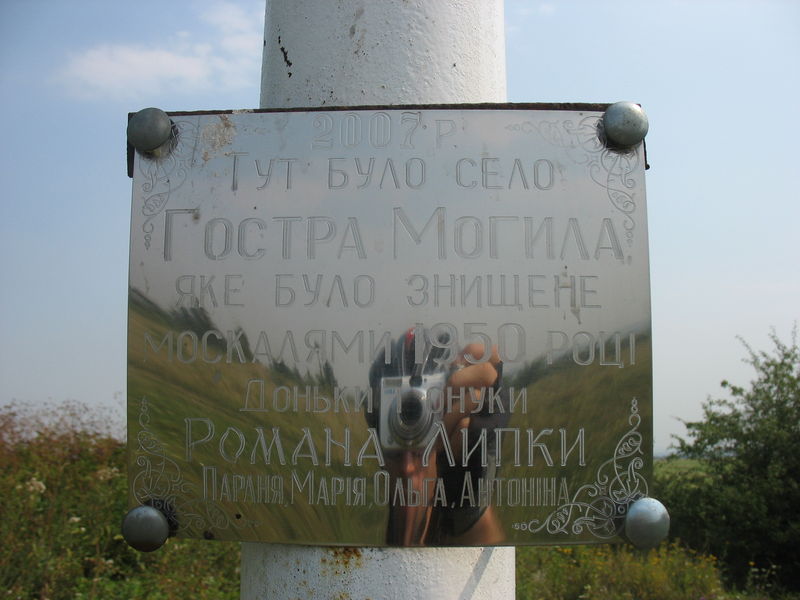 2007 р
Тут було село
Гостра Могила
яке було знищене
москалями 1950 році
Доньки онуки
Романа Липки
Параня, Марія, Ольга, Антоніна